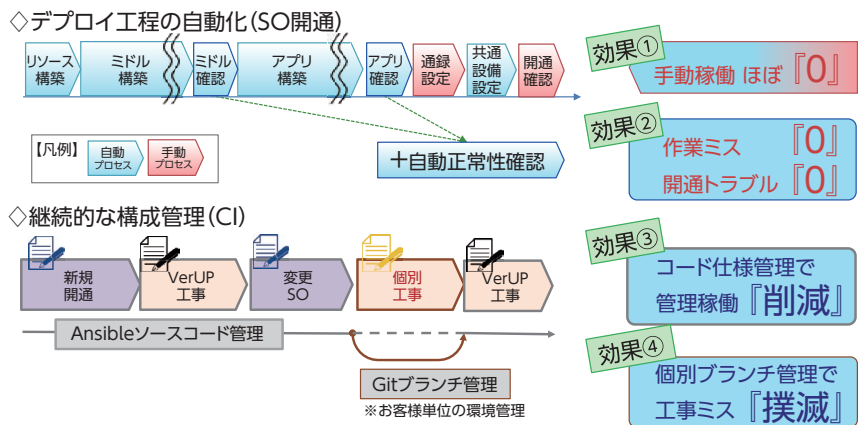 ◇デプロイ工程の自動化(SO開通)
リソース
構築
ミドル
構築
ミドル
確認
アプリ
構築
アプリ
確認
通録
設定
共通
設備
設定
開通
確認
【凡例】
自動
プロセス
手動
プロセス
+自動正常性確認
効果①
手動稼働 ほぼ『0』
効果②
作業ミス 『0』
開通トラブル『0』
◇継続的な構成管理(CI)
新規
開通
VerUP
工事
変更
SO
個別
工事
VerUP
工事
Ansibleソースコード管理
Gitブランチ管理
※お客様単位の環境管理
効果③
コード仕様管理で
管理稼働『削減』
効果④
個別ブランチ管理で
工事ミス『撲滅』